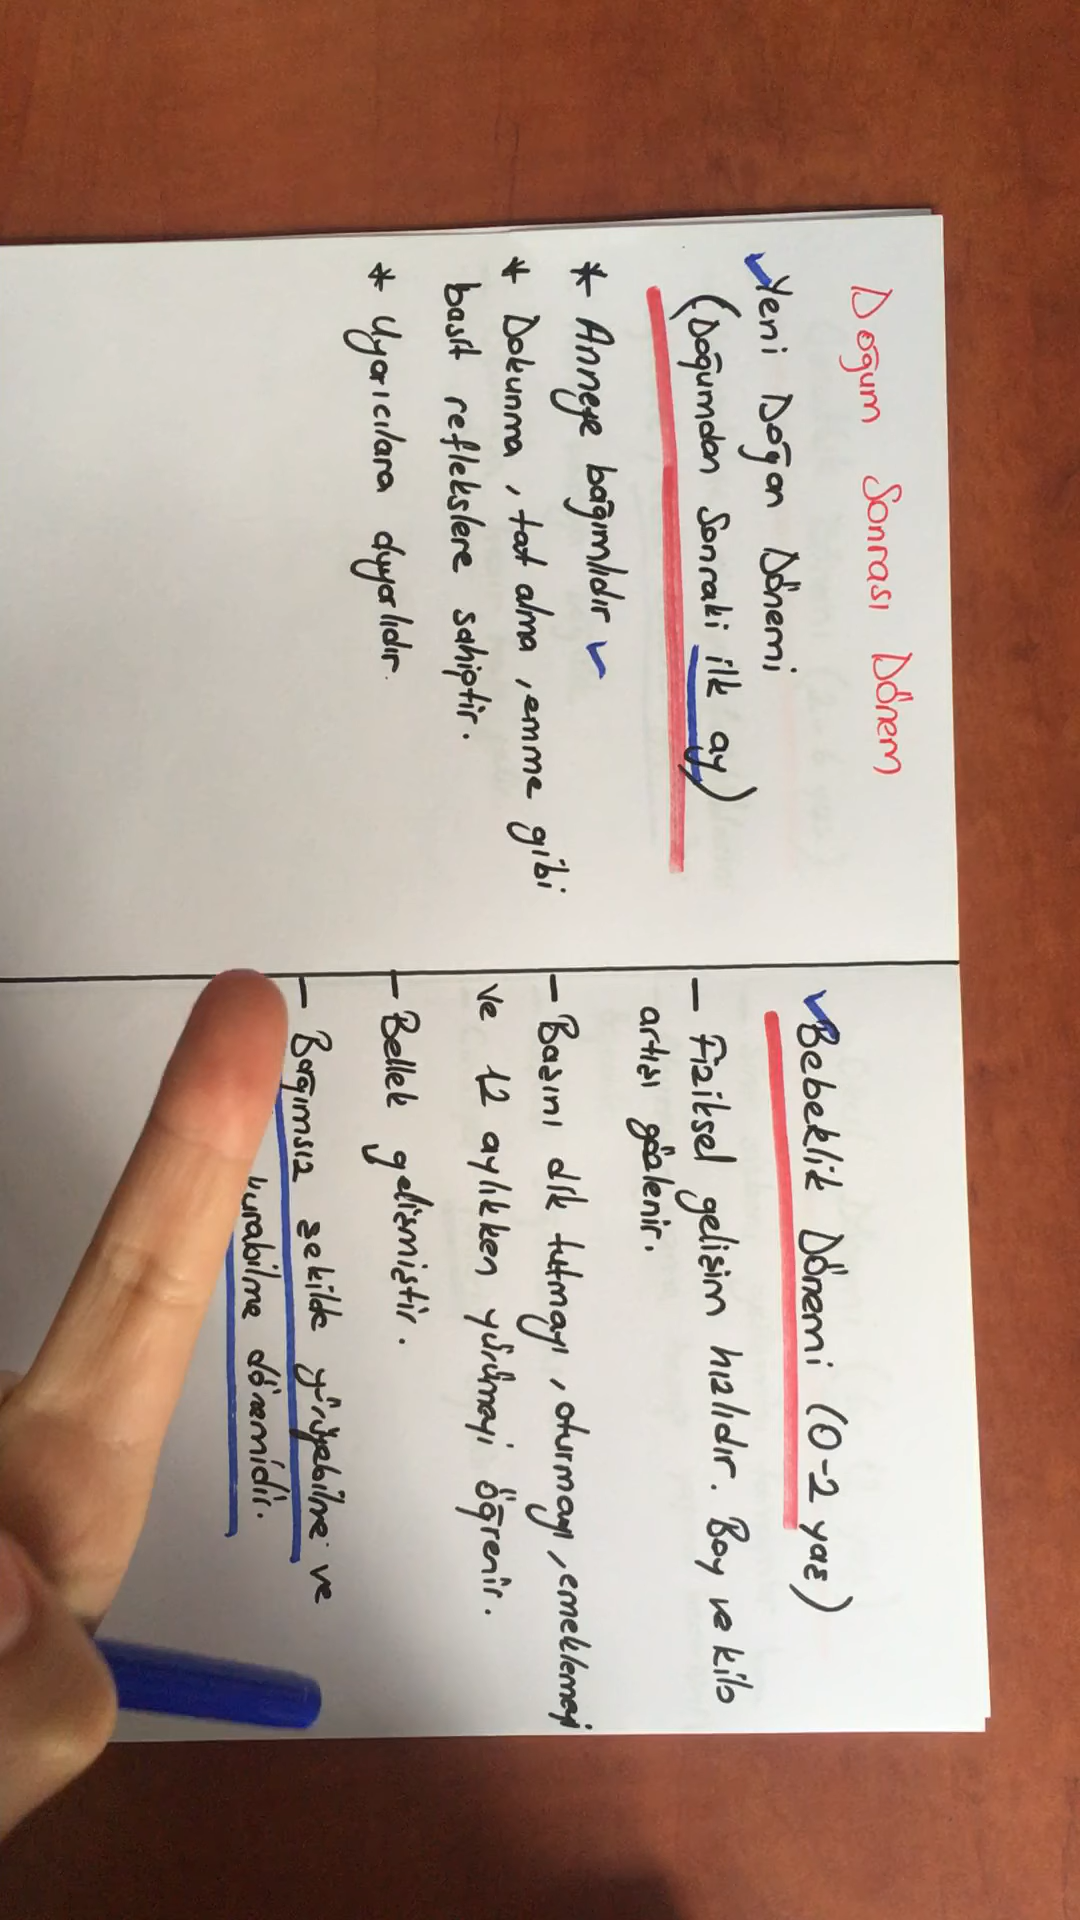 Doğum Sonrası Dönem
Yeni Doğan Dönemi
(Doğumdan Sonraki ilk ay)
* Anneye bağımlıdır
* Dokunma, tat alma, emme gibi
basit reflekslere sahiptir.
* Uyarıcılara duyarlıdır.
Bebeklik Dönemi (0-2 yaş)
- Fiziksel gelişim hızlıdır. Boy ve kilo
artışı gözlenir.
- Başını dik tutmayı, oturmayı, emeklemeyi
ve 12 aylıkken yürümeyi öğrenir.
- Bellek gelişmiştir.
- Bağımsız şekilde yürüyebilme ve
kurabilme dönemidir.